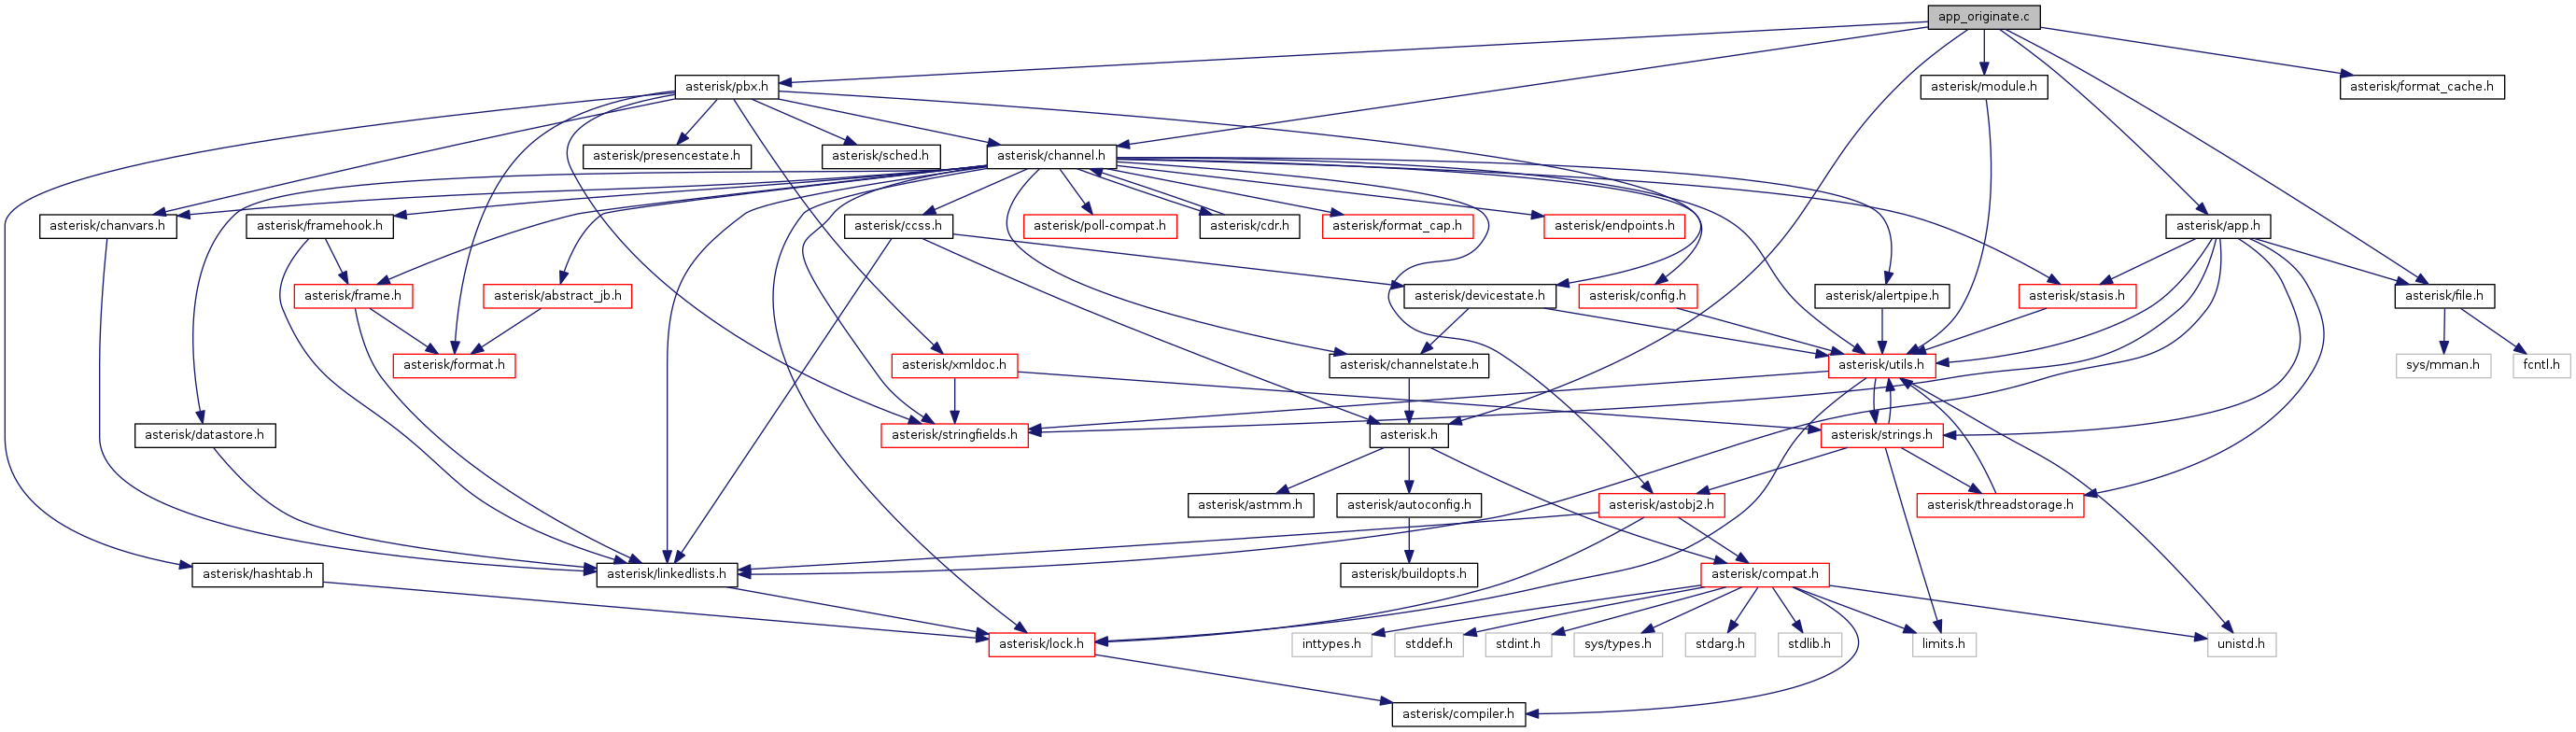 app_originate.c
asterisk/pbx.h
asterisk/module.h
asterisk/format_cache.h
asterisk/presencestate.h
asterisk/sched.h
asterisk/channel.h
asterisk/chanvars.h
asterisk/framehook.h
asterisk/ccss.h
asterisk/poll-compat.h
asterisk/cdr.h
asterisk/format_cap.h
asterisk/endpoints.h
asterisk/app.h
asterisk/frame.h
asterisk/abstract_jb.h
asterisk/devicestate.h
asterisk/config.h
asterisk/alertpipe.h
asterisk/stasis.h
asterisk/file.h
asterisk/format.h
asterisk/xmldoc.h
asterisk/channelstate.h
asterisk/utils.h
sys/mman.h
fcntl.h
asterisk/datastore.h
asterisk/stringfields.h
asterisk.h
asterisk/strings.h
asterisk/astmm.h
asterisk/autoconfig.h
asterisk/astobj2.h
asterisk/threadstorage.h
asterisk/hashtab.h
asterisk/linkedlists.h
asterisk/buildopts.h
asterisk/compat.h
asterisk/lock.h
inttypes.h
stddef.h
stdint.h
sys/types.h
stdarg.h
stdlib.h
limits.h
unistd.h
asterisk/compiler.h